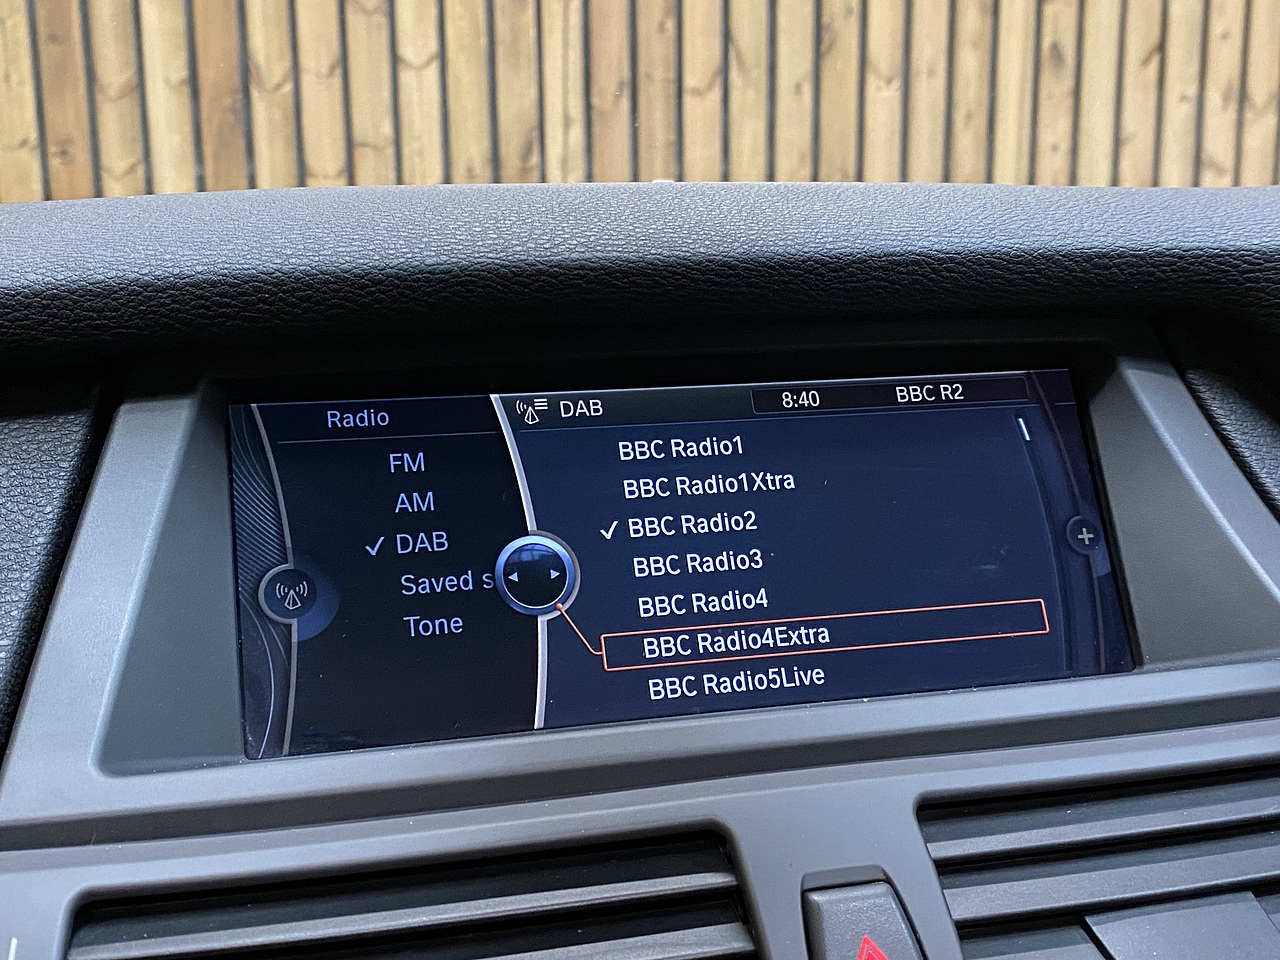 Radio
FM
AM
DAB
Saved s
Tone
DAB
8:40
BBC R2
BBC Radio1
BBC Radio1Xtra
BBC Radio2
BBC Radio3
BBC Radio4
BBC Radio4Extra
BBC Radio5Live